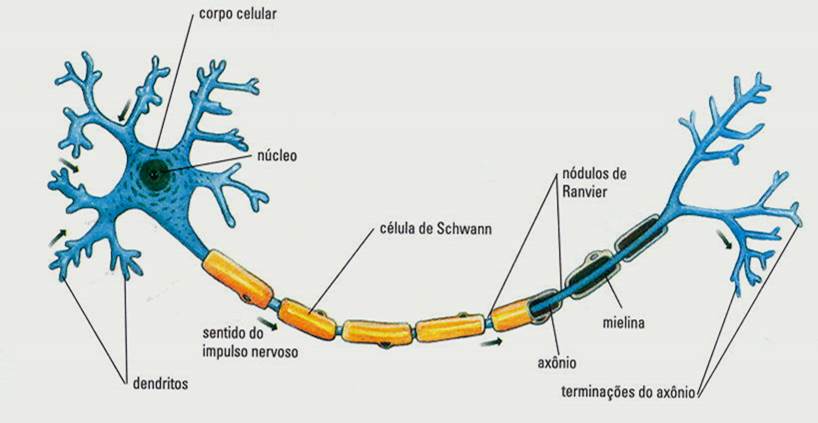 corpo celular
núcleo
nódulos de
Ranvier
célula de Schwann
sentido do
impulso nervoso
mielina
axônio
dendritos
terminações do axônio